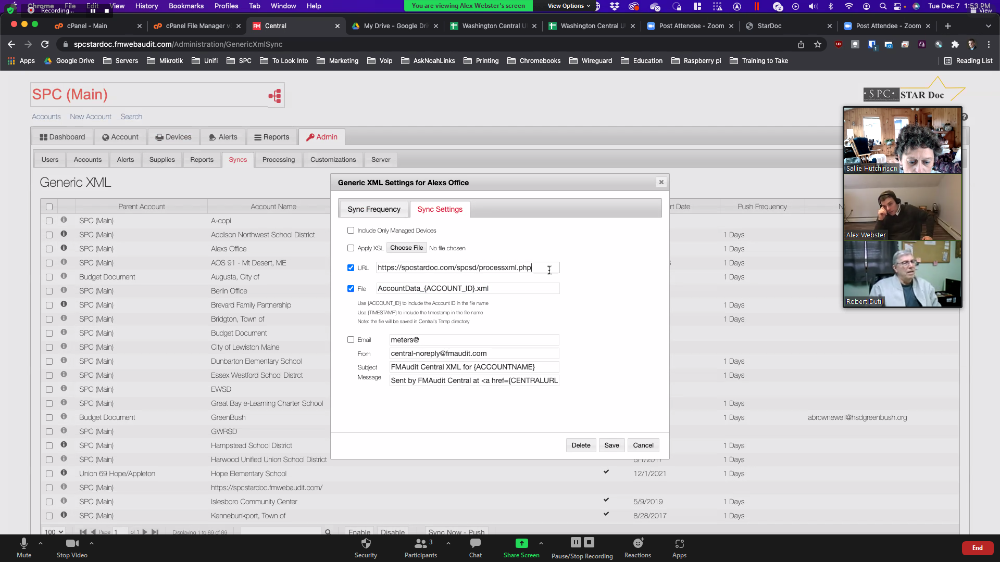 Chrome File Edit View History Bookmarks Profiles Tab Window Help
Recording...
You are viewing Alex Webster's screen
View Options
2
Tue Dec 7 1:53 PM
View
cPanel - Main
cPanel File Manager v
FM Central
My Drive - Google Dri
Washington Central U
Washington Central U
Post Attendee - Zoom
StarDoc
Post Attendee - Zoom
spcstardoc.fmwebaudit.com/Administration/GenericXmlSync
1
Apps Google Drive Servers Mikrotik Unifi SPC To Look Into Marketing Voip AskNoahLinks Printing Chromebooks Wireguard Education Raspberry pi Training to Take Reading List
SPC (Main)
SPC STAR Doc
Accounts New Account Search
Dashboard Account Devices Alerts Reports Admin
Users Accounts Alerts Supplies Reports Syncs Processing Customizations Server
Generic XML
Parent Account Account Name rt Date Push Frequency N
SPC (Main) A-copi
SPC (Main) Addison Northwest School District 1 Days
SPC (Main) Alexs Office 1 Days
SPC (Main) AOS 91 - Mt Desert, ME 1 Days
Budget Document Augusta, City of 1 Days
SPC (Main) Berlin Office
SPC (Main) Brevard Family Partnership 1 Days
SPC (Main) Bridgton, Town of 1 Days
SPC (Main) Budget Document
SPC (Main) City of Lewiston Maine
SPC (Main) Dunbarton Elementary School 1 Days
SPC (Main) Essex Westford School Distirct 1 Days
SPC (Main) EWSD
SPC (Main) Great Bay e-Learning Charter School 1 Days
Budget Document GreenBush 1 Days abrownewell@hsdgreenbush.org
SPC (Main) GWRSD
SPC (Main) Hampstead School District 1 Days
SPC (Main) Harwood Unified Union School District 8/1/2017 1 Days
Union 69 Hope/Appleton Hope Elementary School 12/1/2021 1 Days
SPC (Main) https://spcstardoc.fmwebaudit.com/
SPC (Main) Islesboro Community Center 5/9/2019 1 Days
SPC (Main) Kennebunkport, Town of 8/28/2017 1 Days
100 Page 1 of 1 Displaying 1 to 89 of 89 Enable Disable Sync Now - Push
Generic XML Settings for Alexs Office
Sync Frequency Sync Settings
Include Only Managed Devices
Apply XSL Choose File No file chosen
URL https://spcstardoc.com/spcsd/processxml.php
File AccountData_{ACCOUNT_ID}.xml
Use {ACCOUNT_ID} to include the Account ID in the file name
Use {TIMESTAMP} to include the timestamp in the file name
Note: the file will be saved in Central's Temp directory
Email meters@
From central-noreply@fmaudit.com
Subject FMAudit Central XML for {ACCOUNTNAME}
Message Sent by FMAudit Central at <a href={CENTRALURL
Delete Save Cancel
Sallie Hutchinson
Alex Webster
Robert Dutil
Mute Stop Video Security Participants 3 Chat Share Screen Pause/Stop Recording Reactions Apps End